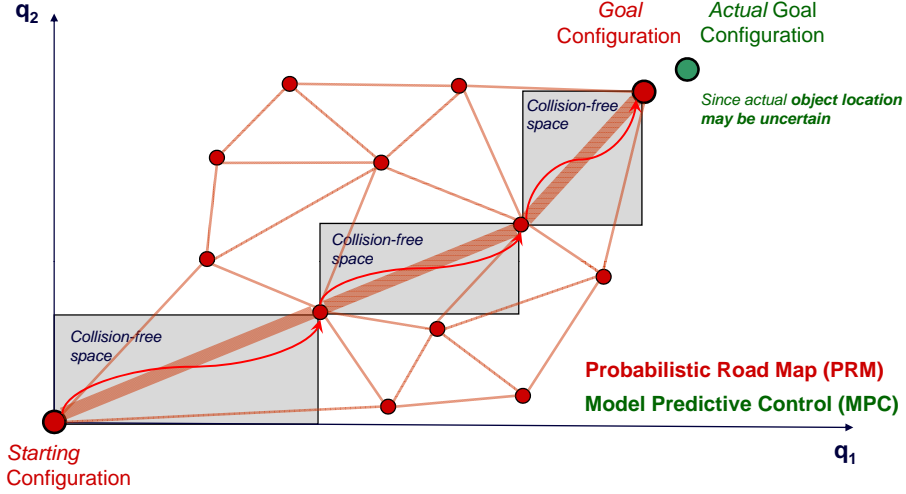 q2
Goal
Configuration
Actual Goal
Configuration
Since actual object location
may be uncertain
Collision-free
space
Collision-free
space
Collision-free
space
Probabilistic Road Map (PRM)
Model Predictive Control (MPC)
q1
Starting
Configuration